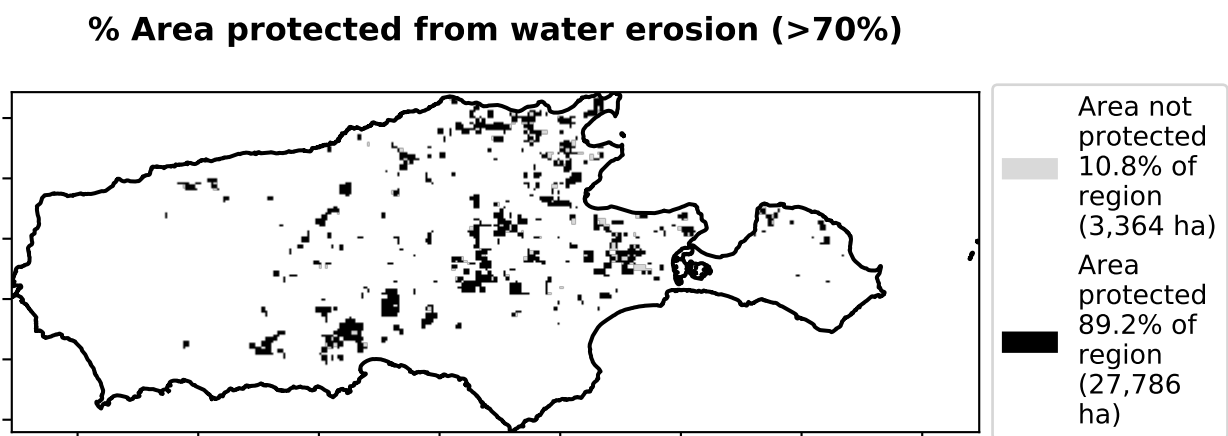 % Area protected from water erosion (>70%)
Area not
protected
10.8% of
region
(3,364 ha)
Area
protected
89.2% of
region
(27,786
ha)